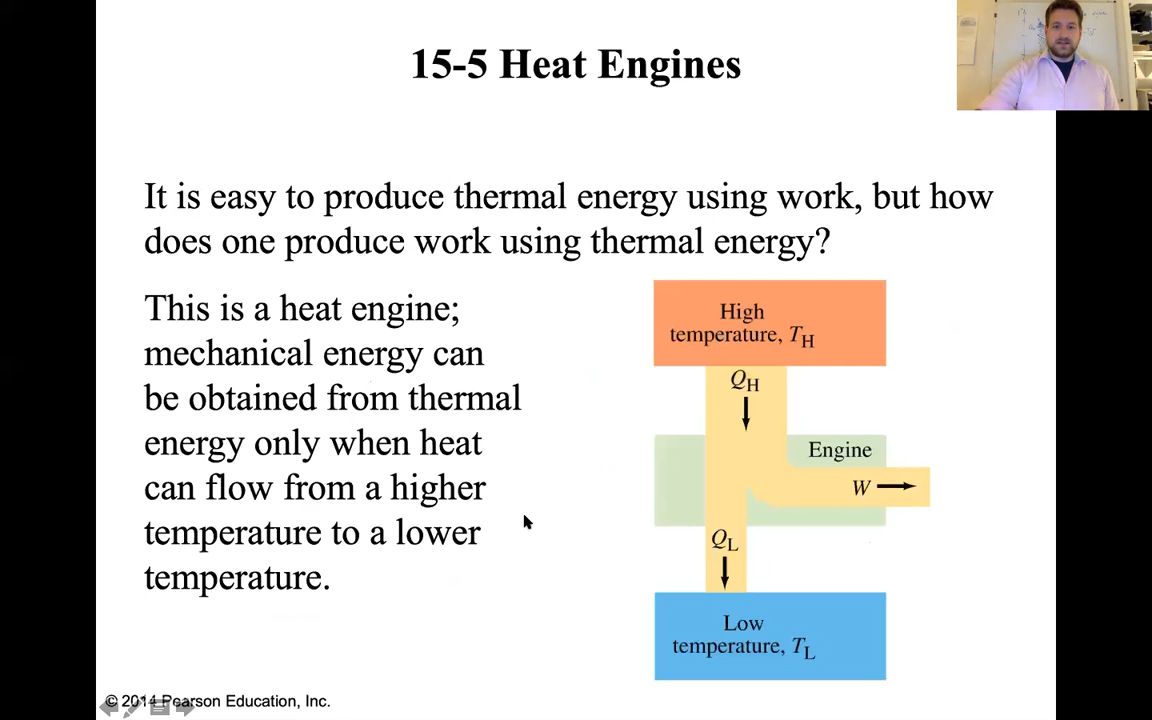 15-5 Heat Engines
It is easy to produce thermal energy using work, but how
does one produce work using thermal energy?
This is a heat engine;
mechanical energy can
be obtained from thermal
energy only when heat
can flow from a higher
temperature to a lower
temperature.
High
temperature, TH
QH
Engine
W
QL
Low
temperature, TL
© 2014 Pearson Education, Inc.